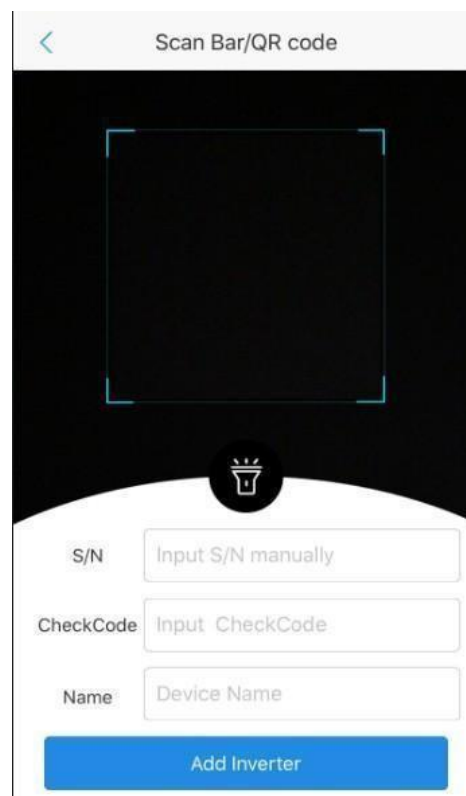 Scan Bar/QR code
S/N Input S/N manually
CheckCode Input CheckCode
Name Device Name
Add Inverter